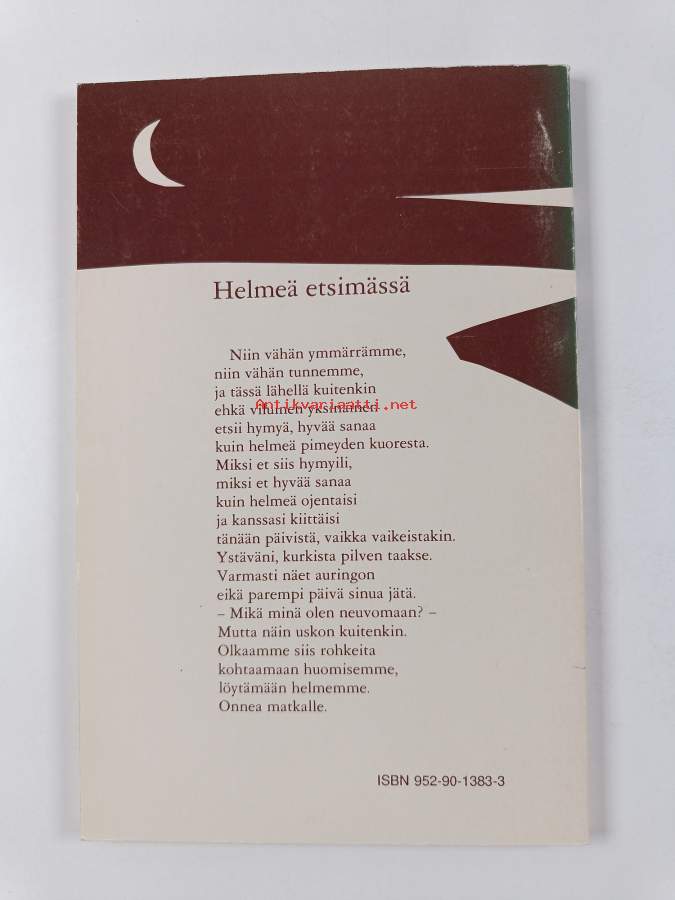 Helmeä etsimässä
Niin vähän ymmärrämme,
niin vähän tunnemme,
ja tässä lähellä kuitenkin
Antikvariaatti.net
ehkä viluinen yksinäinen
etsii hymyä, hyvää sanaa
kuin helmeä pimeyden kuoresta.
Miksi et siis hymyili,
miksi et hyvää sanaa
kuin helmeä ojentaisi
ja kanssasi kiittäisi
tänään päivistä, vaikka vaikeistakin.
Ystäväni, kurkista pilven taakse.
Varmasti näet auringon
eikä parempi päivä sinua jätä.
– Mikä minä olen neuvomaan? –
Mutta näin uskon kuitenkin.
Olkaamme siis rohkeita
kohtaamaan huomisemme,
löytämään helmemme.
Onnea matkalle.
ISBN 952-90-1383-3